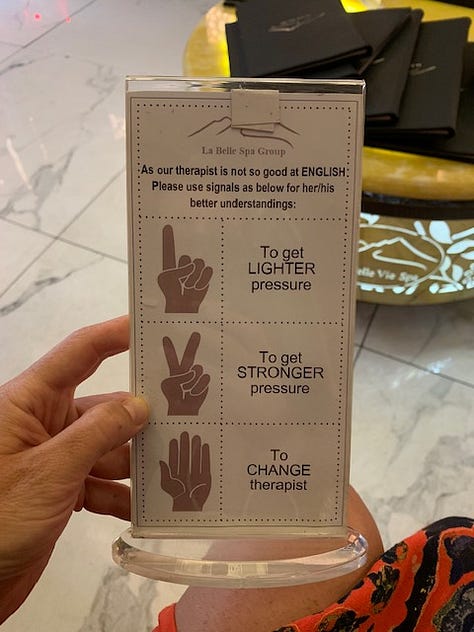 La Belle Spa Group
As our therapist is not so good at ENGLISH.
Please use signals as below for her/his
better understandings:
To get
LIGHTER
pressure
To get
STRONGER
pressure
To
CHANGE
therapist
Belle Vie Spa